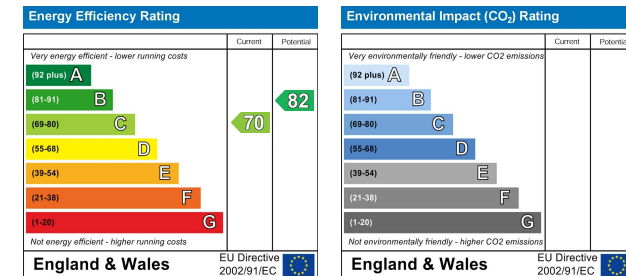 Energy Efficiency Rating
Current Potential
Very energy efficient - lower running costs
(92 plus) A
(81-91) B
82
(69-80) C
70
(55-68) D
(39-54) E
(21-38) F
(1-20) G
Not energy efficient - higher running costs
England & Wales
EU Directive
2002/91/EC
Environmental Impact (CO₂) Rating
Current Potential
Very environmentally friendly - lower CO2 emissions
(92 plus) A
(81-91) B
(69-80) C
(55-68) D
(39-54) E
(21-38) F
(1-20) G
Not environmentally friendly - higher CO2 emissions
England & Wales
EU Directive
2002/91/EC